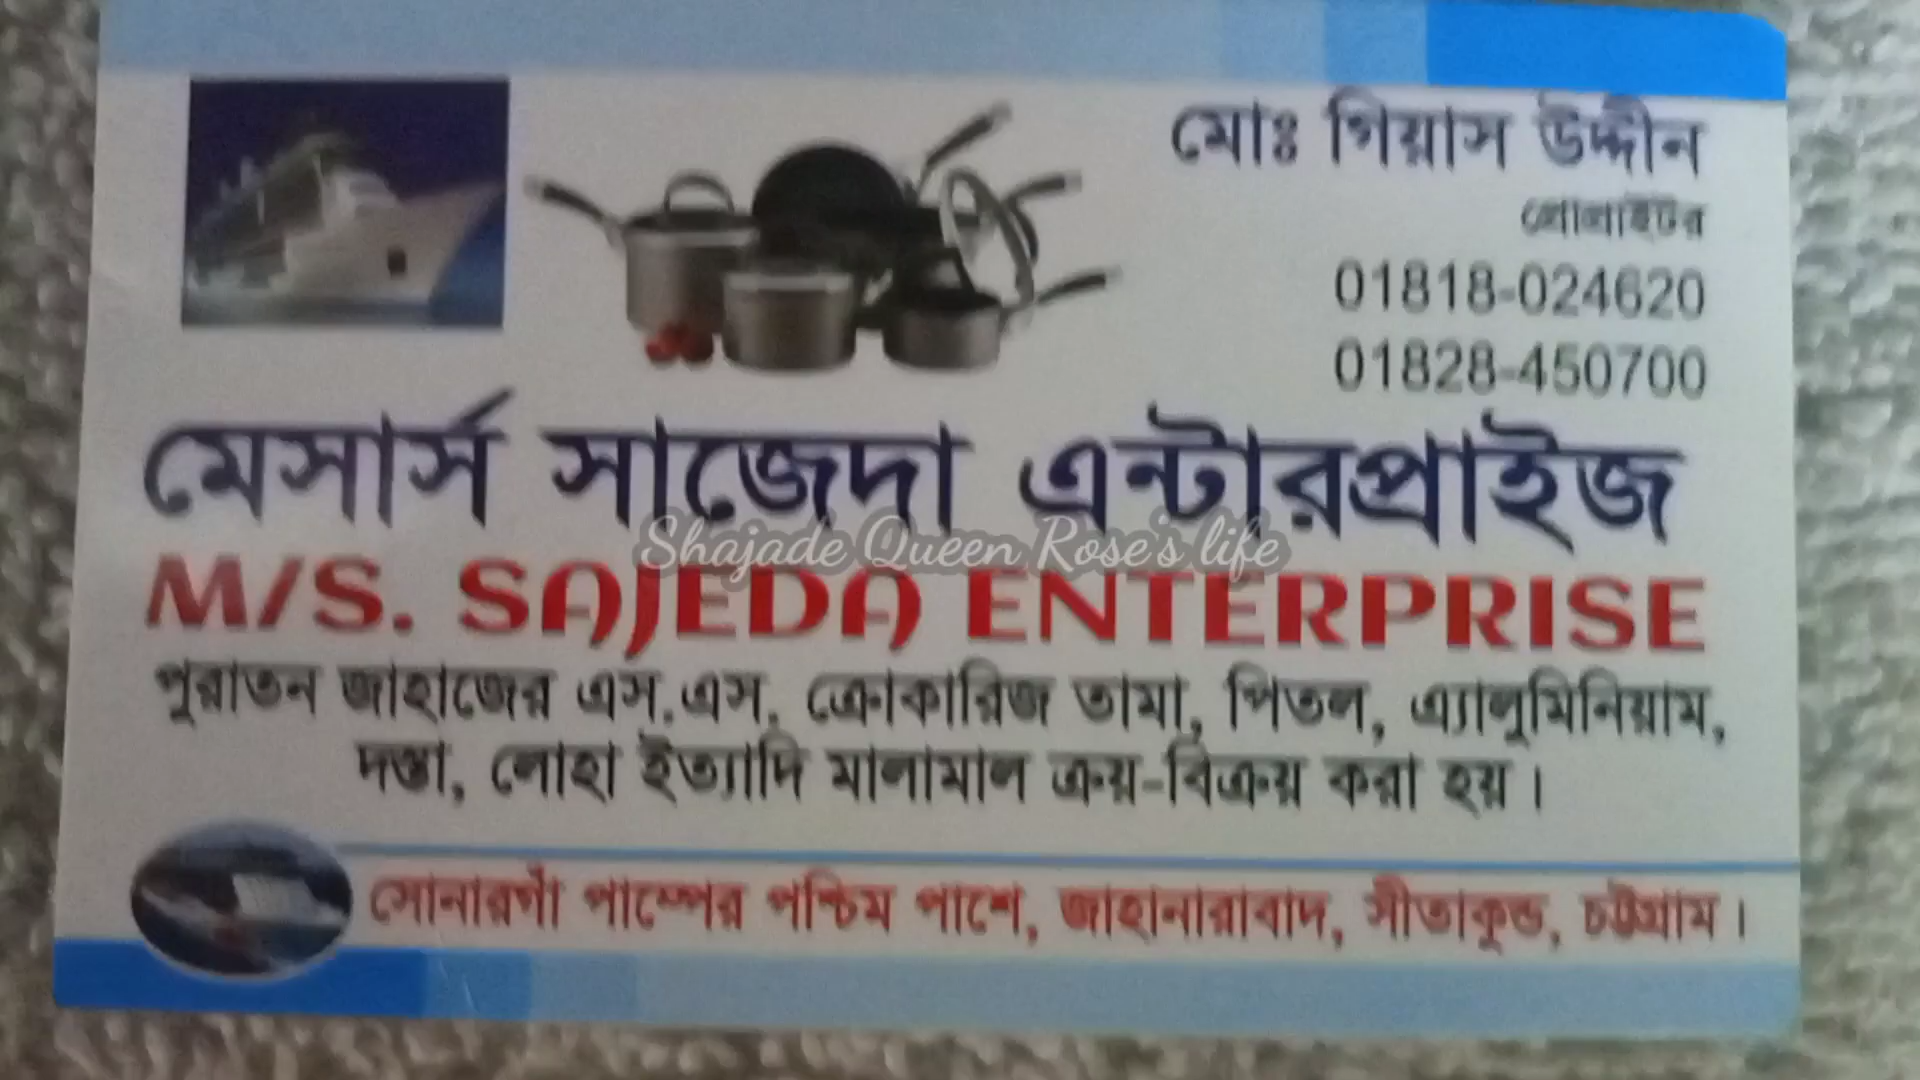 মোঃ গিয়াস উদ্দীন
প্রোপ্রাইটর
01818-024620
01828-450700
মেসার্স সাজেদা এন্টারপ্রাইজ
Shajade Queen Rose's life
M/S. SAJEDA ENTERPRISE
পুরাতন জাহাজের এস.এস. ক্রোকারিজ তামা, পিতল, এ্যালুমিনিয়াম,
দস্তা, লোহা ইত্যাদি মালামাল ক্রয়-বিক্রয় করা হয়।
সোনারগাঁ পাম্পের পশ্চিম পাশে, জাহানারাবাদ, সীতাকুন্ড, চট্টগ্রাম।